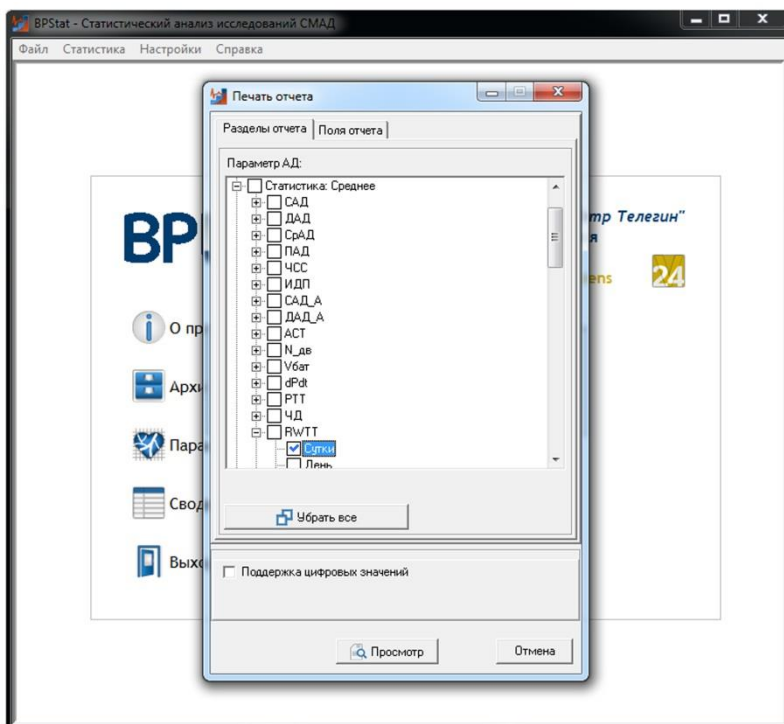 BPStat - Статистический анализ исследований СМАД
Файл Статистика Настройки Справка
Печать отчета
Разделы отчета Поля отчета
Параметр АД:
Статистика: Среднее
САД
ДАД
СрАД
ПАД
ЧСС
ИДП
САД_А
ДАД_А
АСТ
N_дв
Vбат
dPdt
РТТ
ЧД
RWTT
Сутки
День
Убрать все
Поддержка цифровых значений
Просмотр Отмена
BP
тр Телегин"
я
ens
24
О пр
Архи
Пара
Свод
Выхо